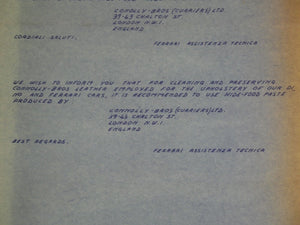 CONNOLLY-BROS (CURRIERS) LTD.
39-43 CHALTON ST
LONDON N.W.1.
ENGLAND
CORDIALI SALUTI.
FERRARI ASSISTENZA TECNICA
WE WISH TO INFORM YOU THAT FOR CLEANING AND PRESERVING
CONNOLLY-BROS LEATHER EMPLOYED FOR THE UPHOLSTERY OF OUR DI,
NO AND FERRARI CARS, IT IS RECOMMENDED TO USE "HIDE-FOOD PASTE"
PRODUCED BY
CONNOLLY-BROS (CURRIERS) LTD.
39-43 CHALTON ST.
LONDON N.W.1.
ENGLAND
BEST REGARDS.
FERRARI ASSISTENZA TECNICA